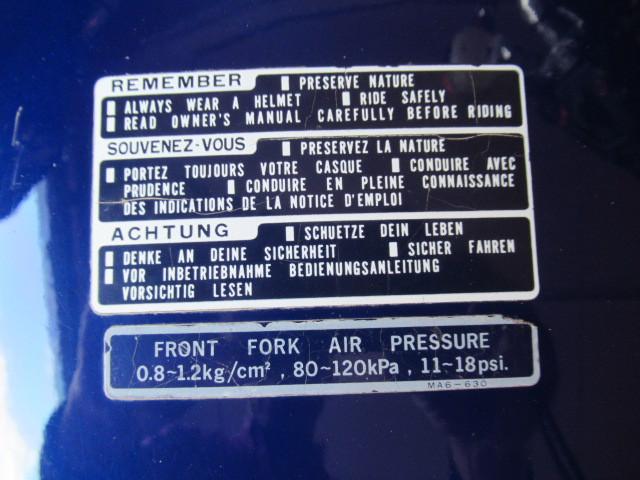 REMEMBER ▮ PRESERVE NATURE
▮ ALWAYS WEAR A HELMET ▮ RIDE SAFELY
▮ READ OWNER'S MANUAL CAREFULLY BEFORE RIDING
SOUVENEZ-VOUS ▮ PRESERVEZ LA NATURE
▮ PORTEZ TOUJOURS VOTRE CASQUE ▮ CONDUIRE AVEC
PRUDENCE ▮ CONDUIRE EN PLEINE CONNAISSANCE
DES INDICATIONS DE LA NOTICE D'EMPLOI
ACHTUNG ▮ SCHUETZE DEIN LEBEN
▮ DENKE AN DEINE SICHERHEIT ▮ SICHER FAHREN
▮ VOR INBETRIEBNAHME BEDIENUNGSANLEITUNG
VORSICHTIG LESEN
FRONT FORK AIR PRESSURE
0.8~1.2kg/cm², 80~120kPa, 11~18psi.
MA6-630